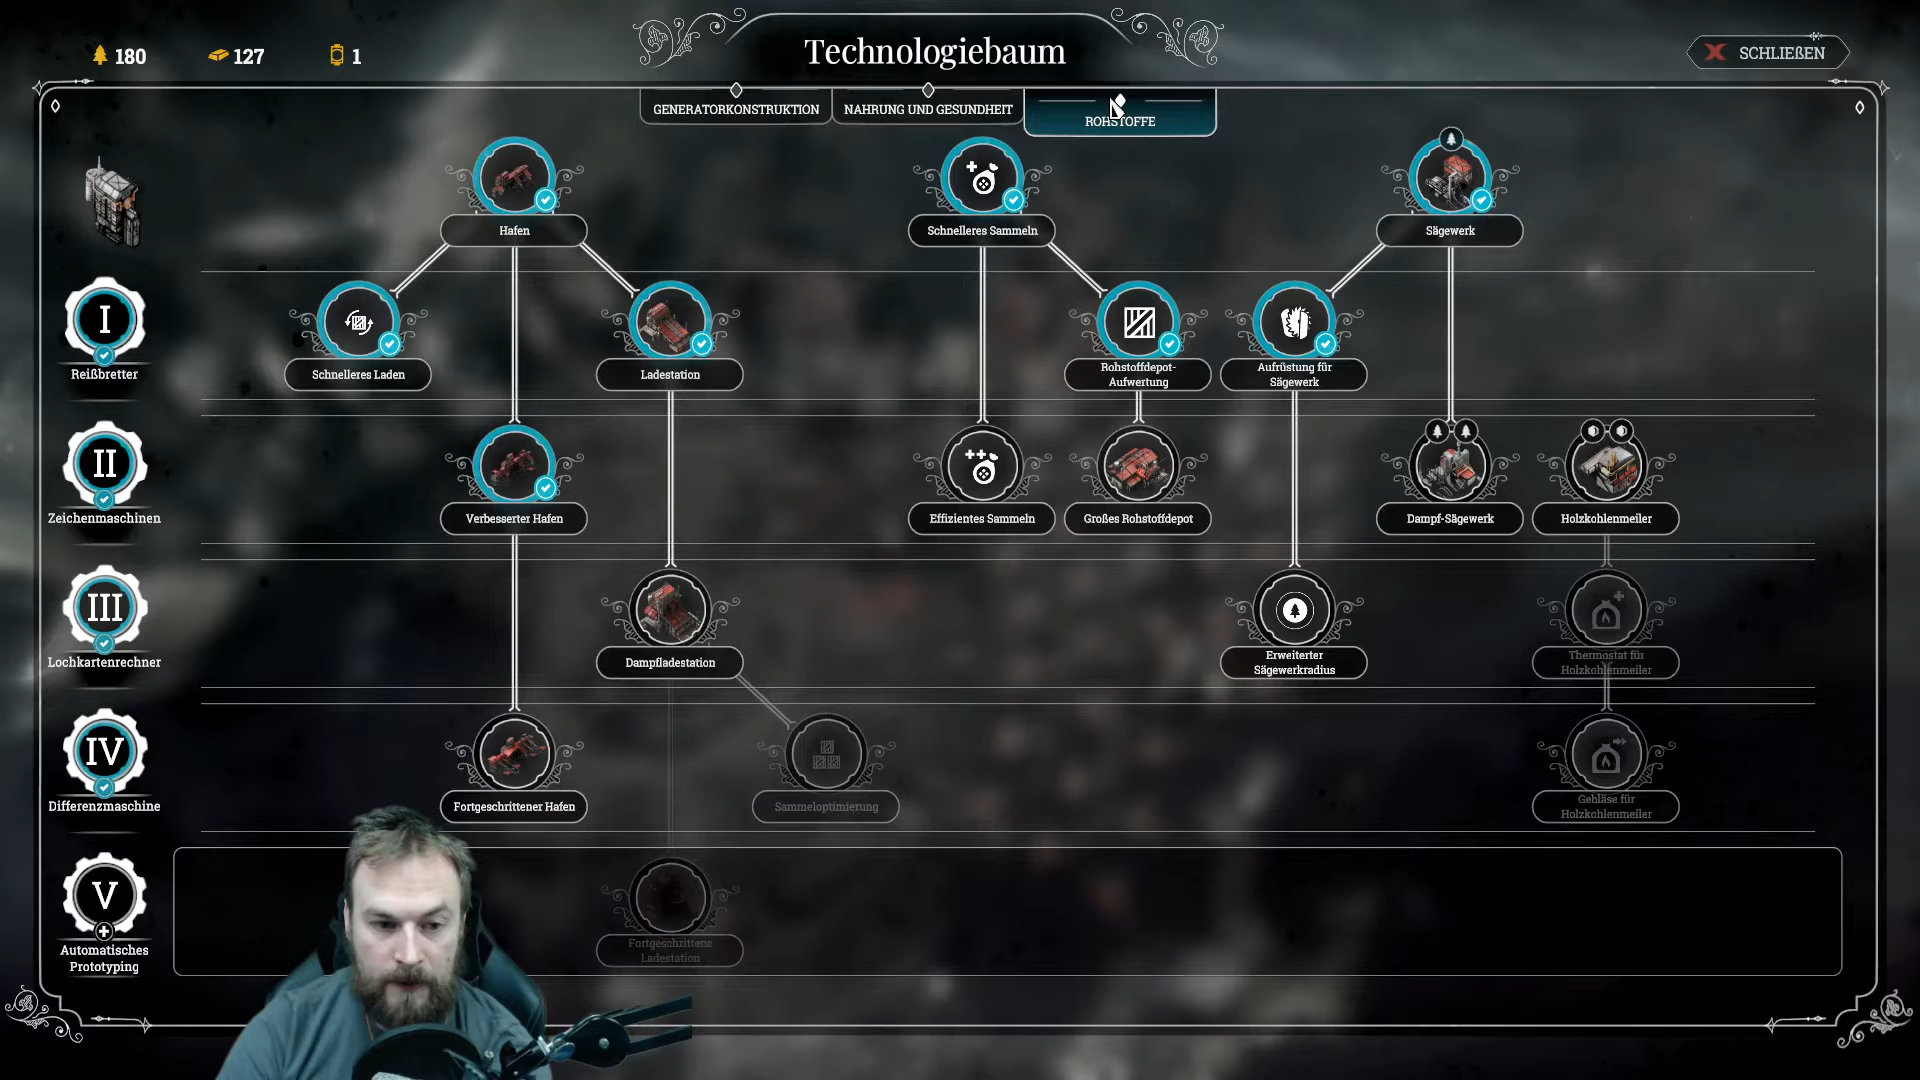 Technologiebaum
180 127 1
SCHLIEẞEN
GENERATORKONSTRUKTION NAHRUNG UND GESUNDHEIT ROHSTOFFE
Hafen Schnelleres Sammeln Sägewerk
I
Reißbretter
Schnelleres Laden Ladestation
Rohstoffdepot-
Aufwertung
Aufrüstung für
Sägewerk
II
Zeichenmaschinen
Verbesserter Hafen Effizientes Sammeln Großes Rohstoffdepot Dampf-Sägewerk Holzkohlenmeiler
III
Lochkartenrechner
Dampfladestation
Erweiterter
Sägewerkradius
Thermostat für
Holzkohlenmeiler
IV
Differenzmaschine
Fortgeschrittener Hafen Sammeloptimierung
Gebläse für
Holzkohlenmeiler
V
Automatisches
Prototyping
Fortgeschrittene
Ladestation